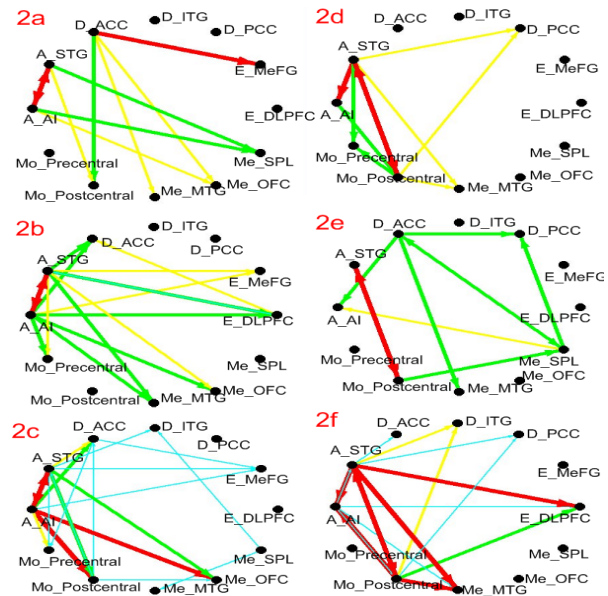 2a
D_ITG
D_ACC
D_PCC
A_STG
E_MeFG
A_AI
E_DLPFC
Mo_Precentral
Me_SPL
Mo_Postcentral
Me_MTG
Me_OFC
2d
D_ITG
D_ACC
D_PCC
A_STG
E_MeFG
A_AI
E_DLPFC
Mo_Precentral
Me_SPL
Mo_Postcentral
Me_MTG
Me_OFC
2b
D_ITG
D_ACC
D_PCC
A_STG
E_MeFG
A_AI
E_DLPFC
Mo_Precentral
Me_SPL
Mo_Postcentral
Me_MTG
Me_OFC
2e
D_ITG
D_ACC
D_PCC
A_STG
E_MeFG
A_AI
E_DLPFC
Mo_Precentral
Me_SPL
Mo_Postcentral
Me_MTG
Me_OFC
2c
D_ITG
D_ACC
D_PCC
A_STG
E_MeFG
A_AI
E_DLPFC
Mo_Precentral
Me_SPL
Mo_Postcentral
Me_MTG
Me_OFC
2f
D_ITG
D_ACC
D_PCC
A_STG
E_MeFG
A_AI
E_DLPFC
Mo_Precentral
Me_SPL
Mo_Postcentral
Me_MTG
Me_OFC